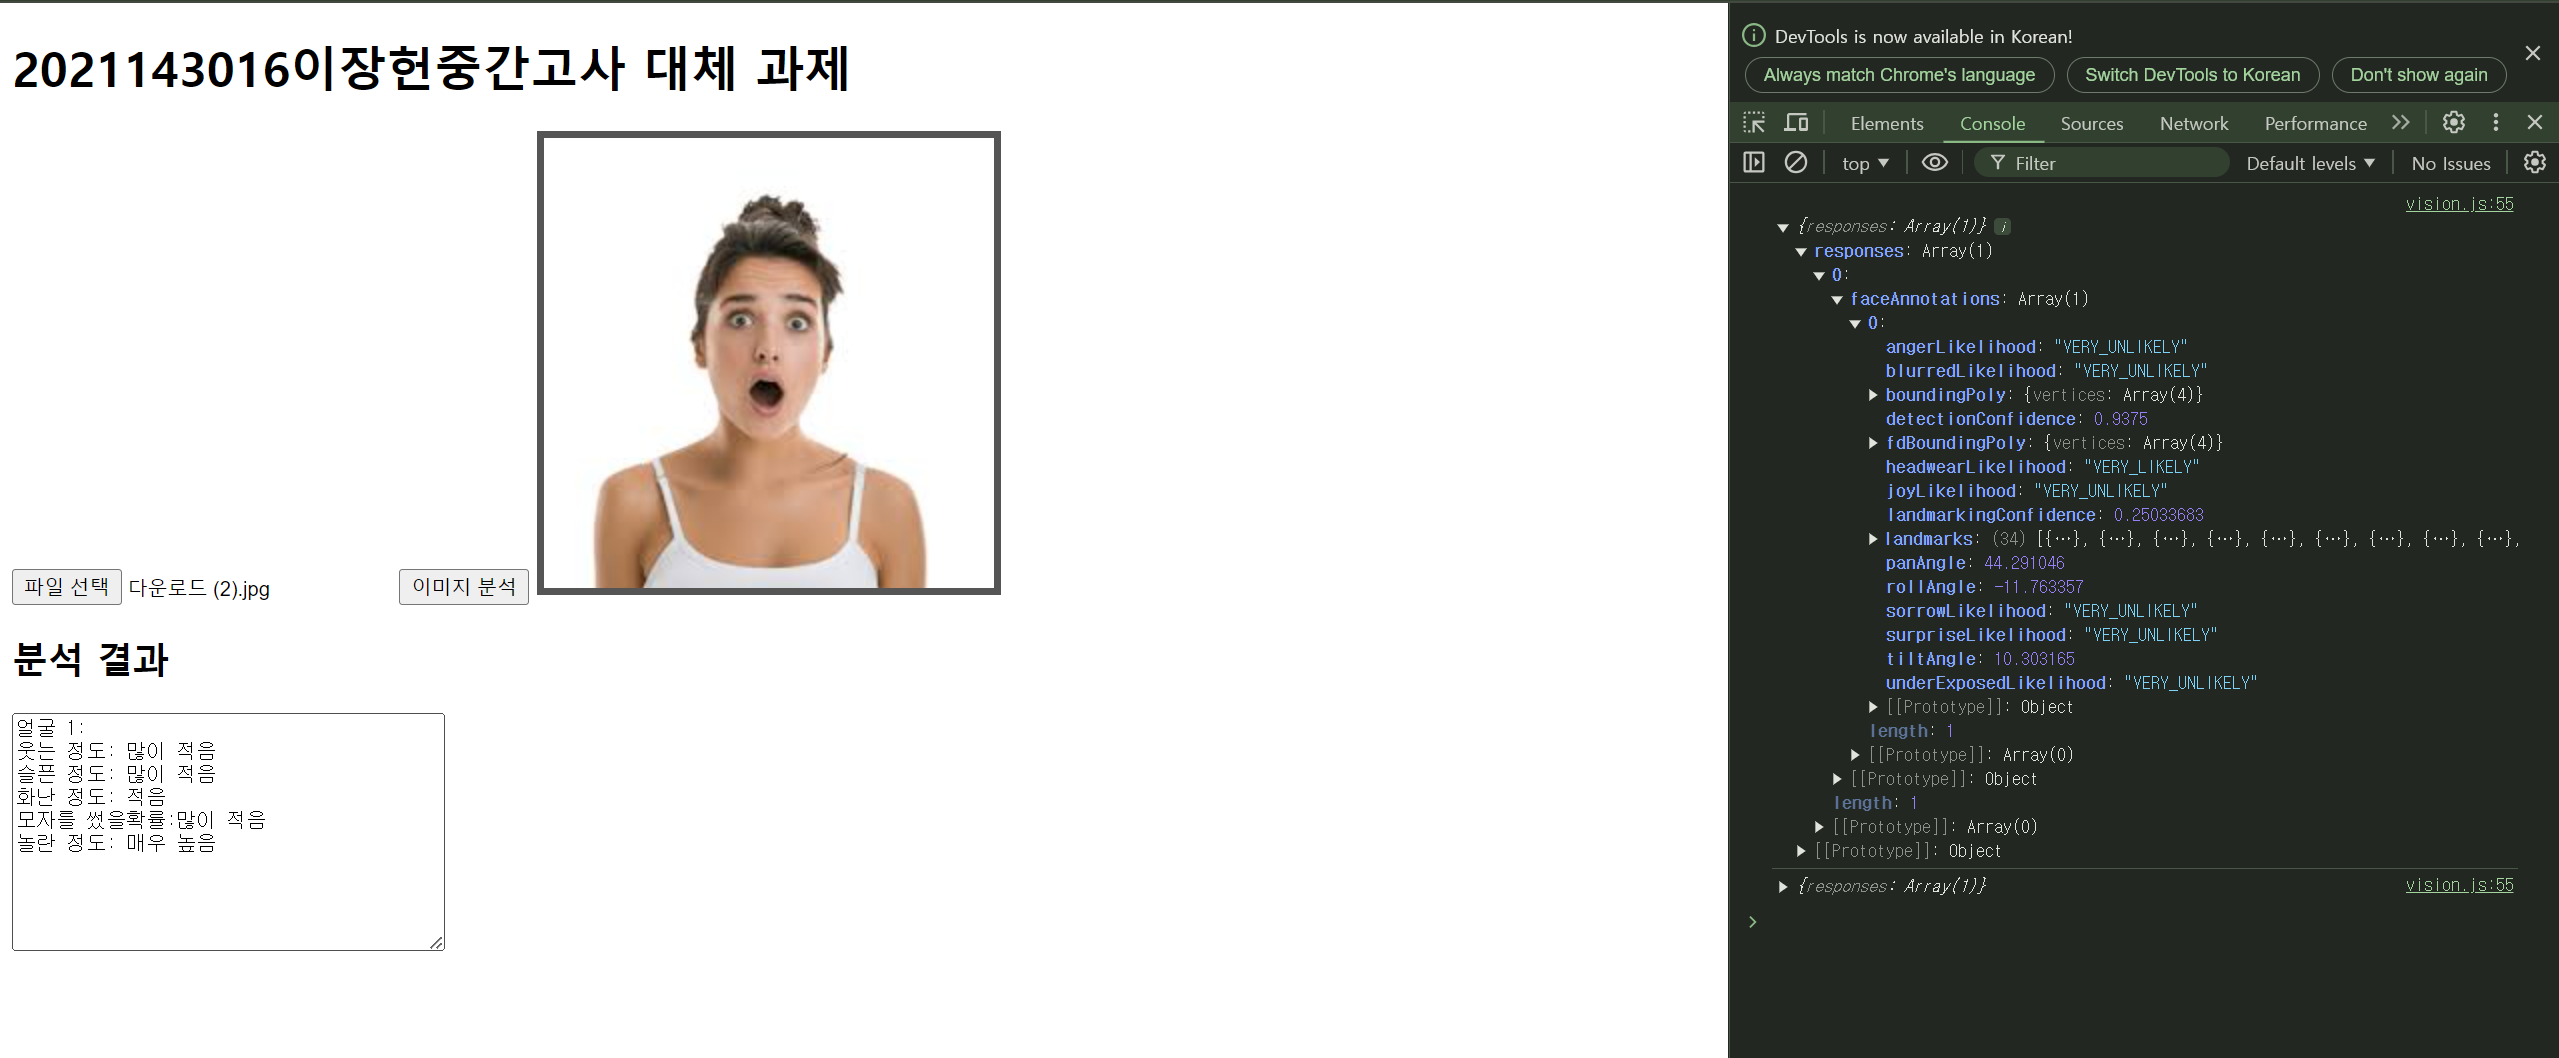 2021143016이장헌중간고사 대체 과제
파일 선택 다운로드 (2).jpg
이미지 분석
분석 결과
얼굴 1:
웃는 정도: 많이 적음
슬픈 정도: 많이 적음
화난 정도: 적음
모자를 썼을확률:많이 적음
놀란 정도: 매우 높음
DevTools is now available in Korean!
Always match Chrome's language
Switch DevTools to Korean
Don't show again
Elements Console Sources Network Performance
top Filter Default levels No Issues
vision.js:55
{responses: Array(1)} i
responses: Array(1)
0:
faceAnnotations: Array(1)
0:
angerLikelihood: "VERY_UNLIKELY"
blurredLikelihood: "VERY_UNLIKELY"
boundingPoly: {vertices: Array(4)}
detectionConfidence: 0.9375
fdBoundingPoly: {vertices: Array(4)}
headwearLikelihood: "VERY_LIKELY"
joyLikelihood: "VERY_UNLIKELY"
landmarkingConfidence: 0.25033683
landmarks: (34) [{…}, {…}, {…}, {…}, {…}, {…}, {…}, {…}, {…},
panAngle: 44.291046
rollAngle: -11.763357
sorrowLikelihood: "VERY_UNLIKELY"
surpriseLikelihood: "VERY_UNLIKELY"
tiltAngle: 10.303165
underExposedLikelihood: "VERY_UNLIKELY"
[[Prototype]]: Object
length: 1
[[Prototype]]: Array(0)
[[Prototype]]: Object
length: 1
[[Prototype]]: Array(0)
[[Prototype]]: Object
{responses: Array(1)} vision.js:55